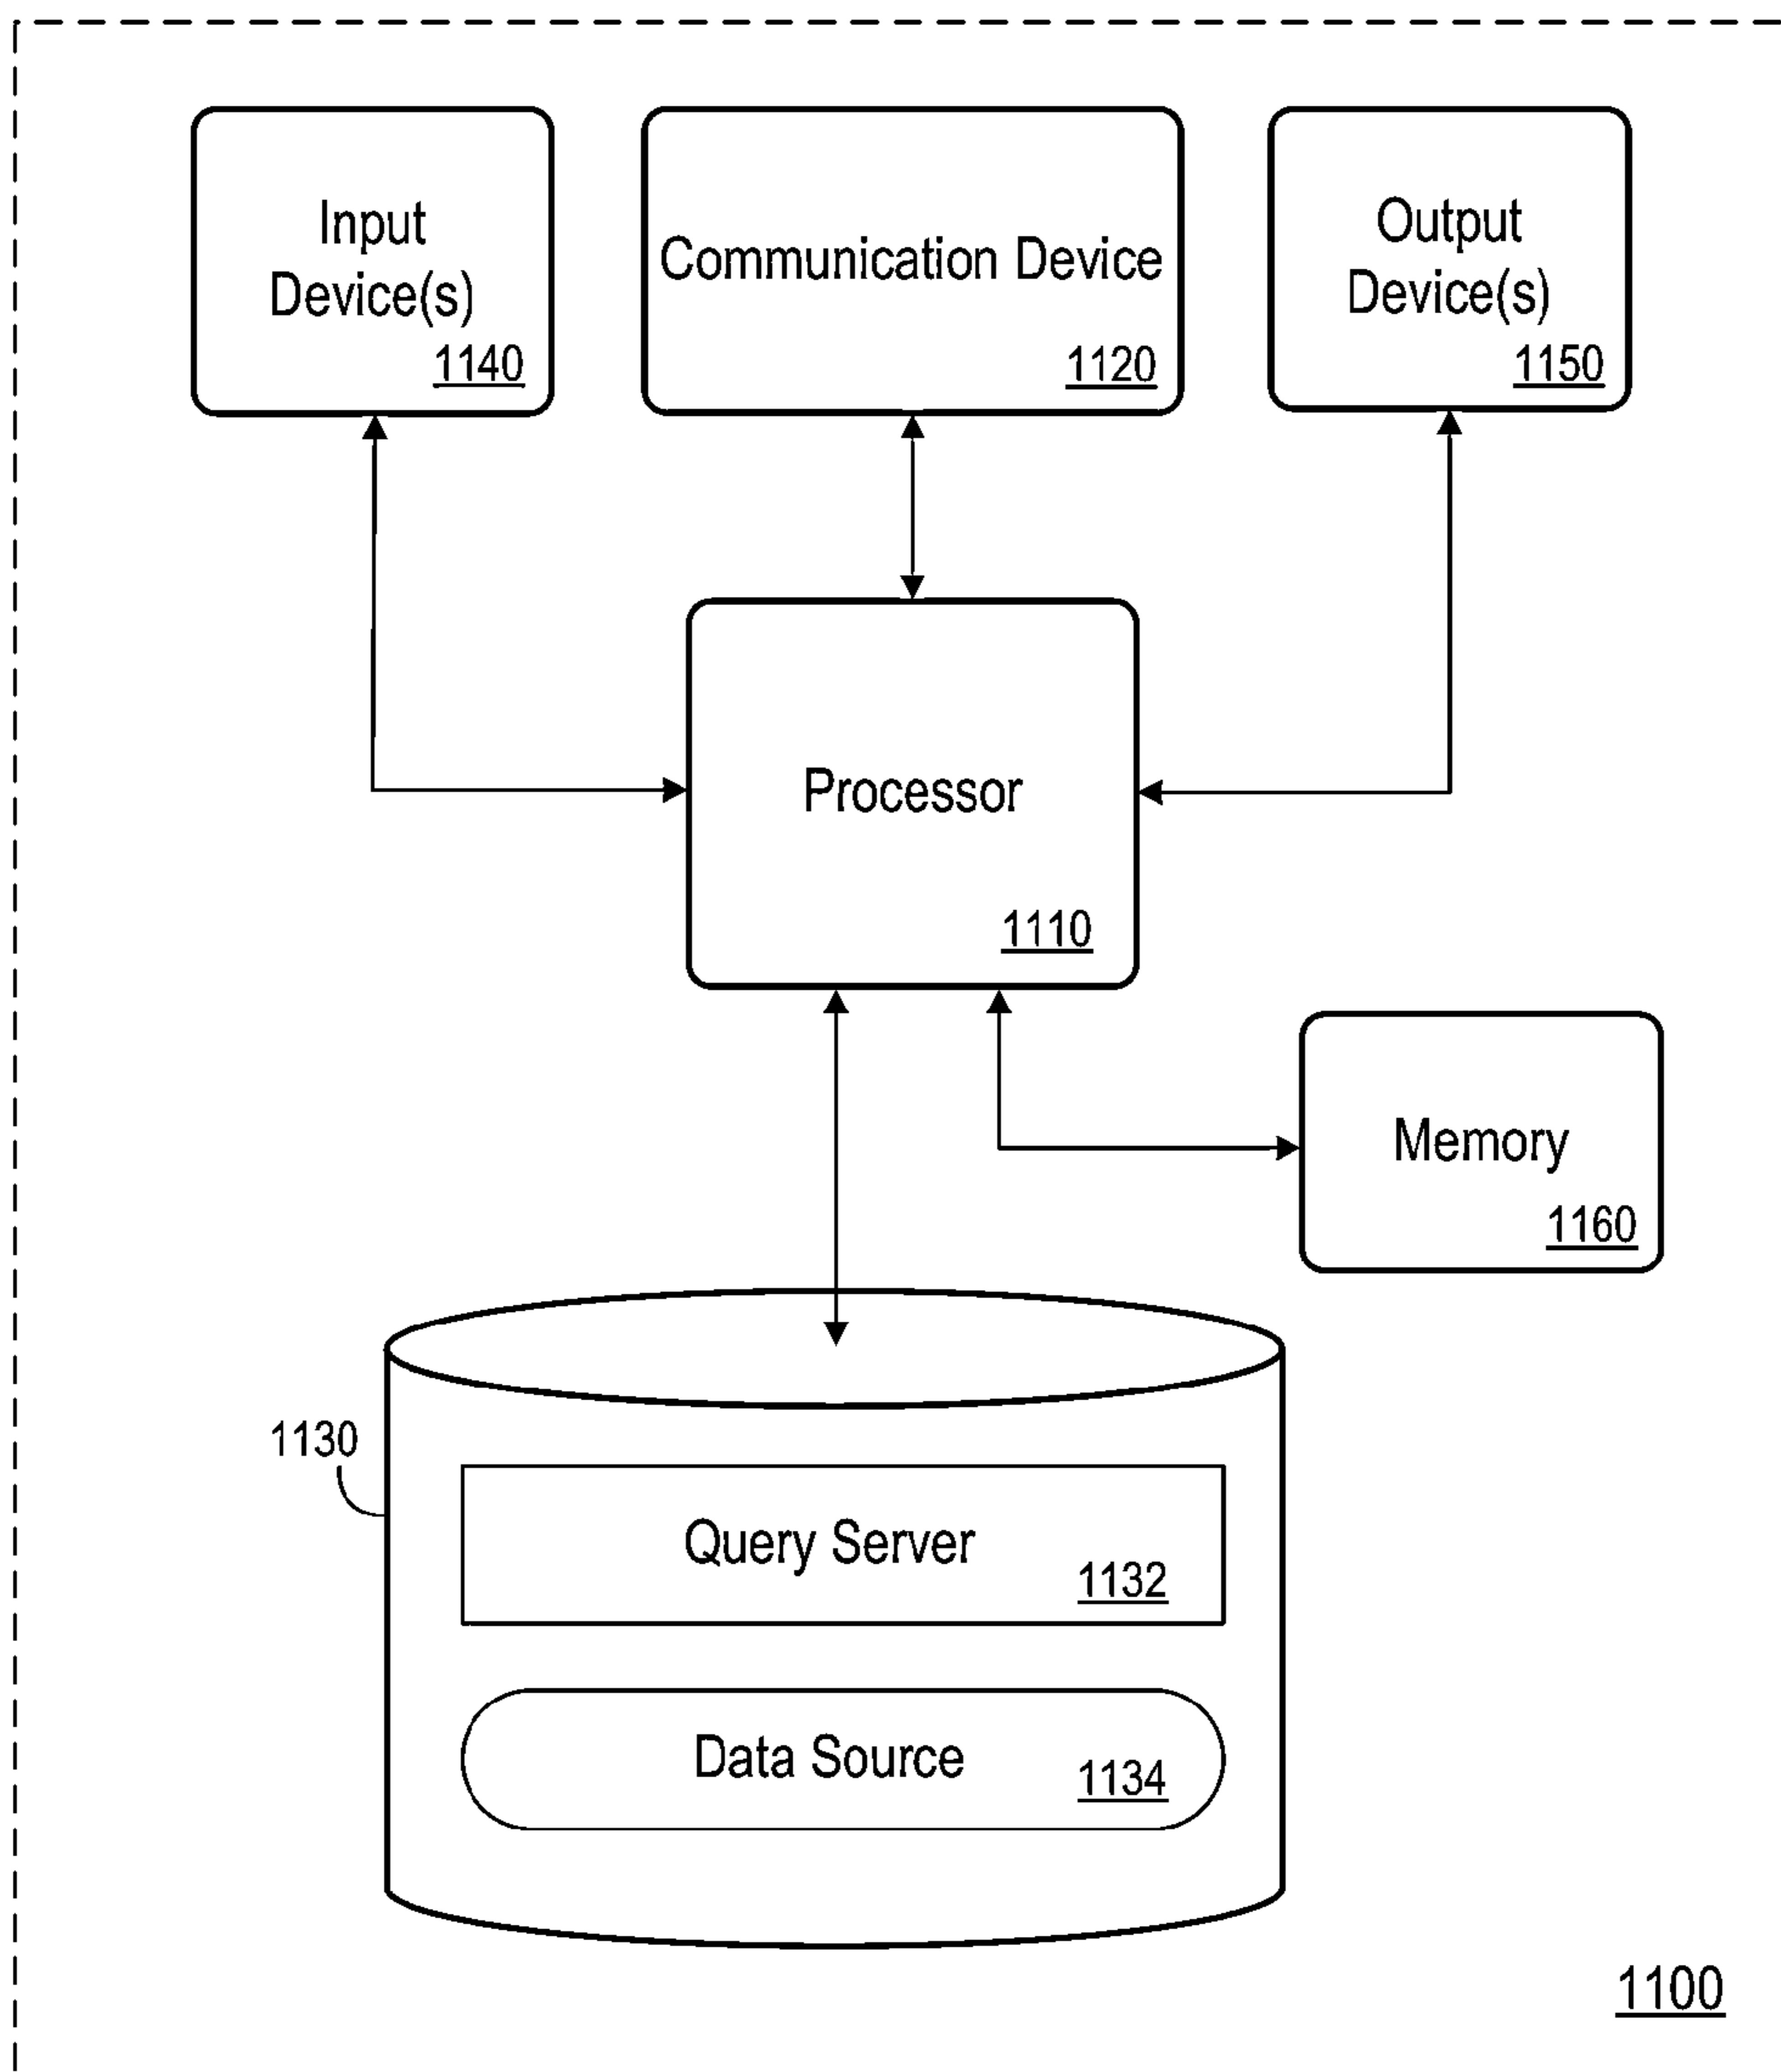 Input
Device(s)
1140
Communication Device
1120
Output
Device(s)
1150
Processor
1110
Memory
1160
1130
Query Server
1132
Data Source
1134
1100